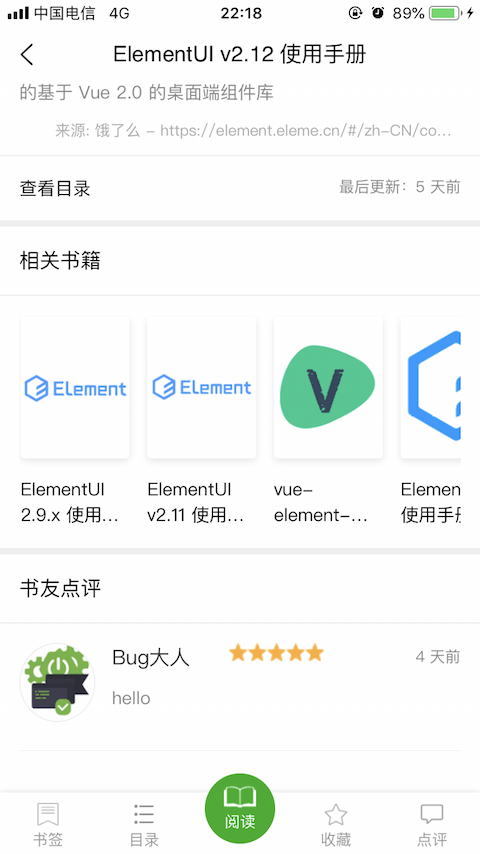 中国电信 4G 22:18 89%
ElementUI v2.12 使用手册
的基于 Vue 2.0 的桌面端组件库
来源: 饿了么 - https://element.eleme.cn/#/zh-CN/co...
查看目录 最后更新：5 天前
相关书籍
Element Element V
ElementUI 2.9.x 使用...
ElementUI v2.11 使用...
vue-element-...
Elemen 使用手册
书友点评
Bug大人 4 天前
hello
书签 目录 阅读 收藏 点评